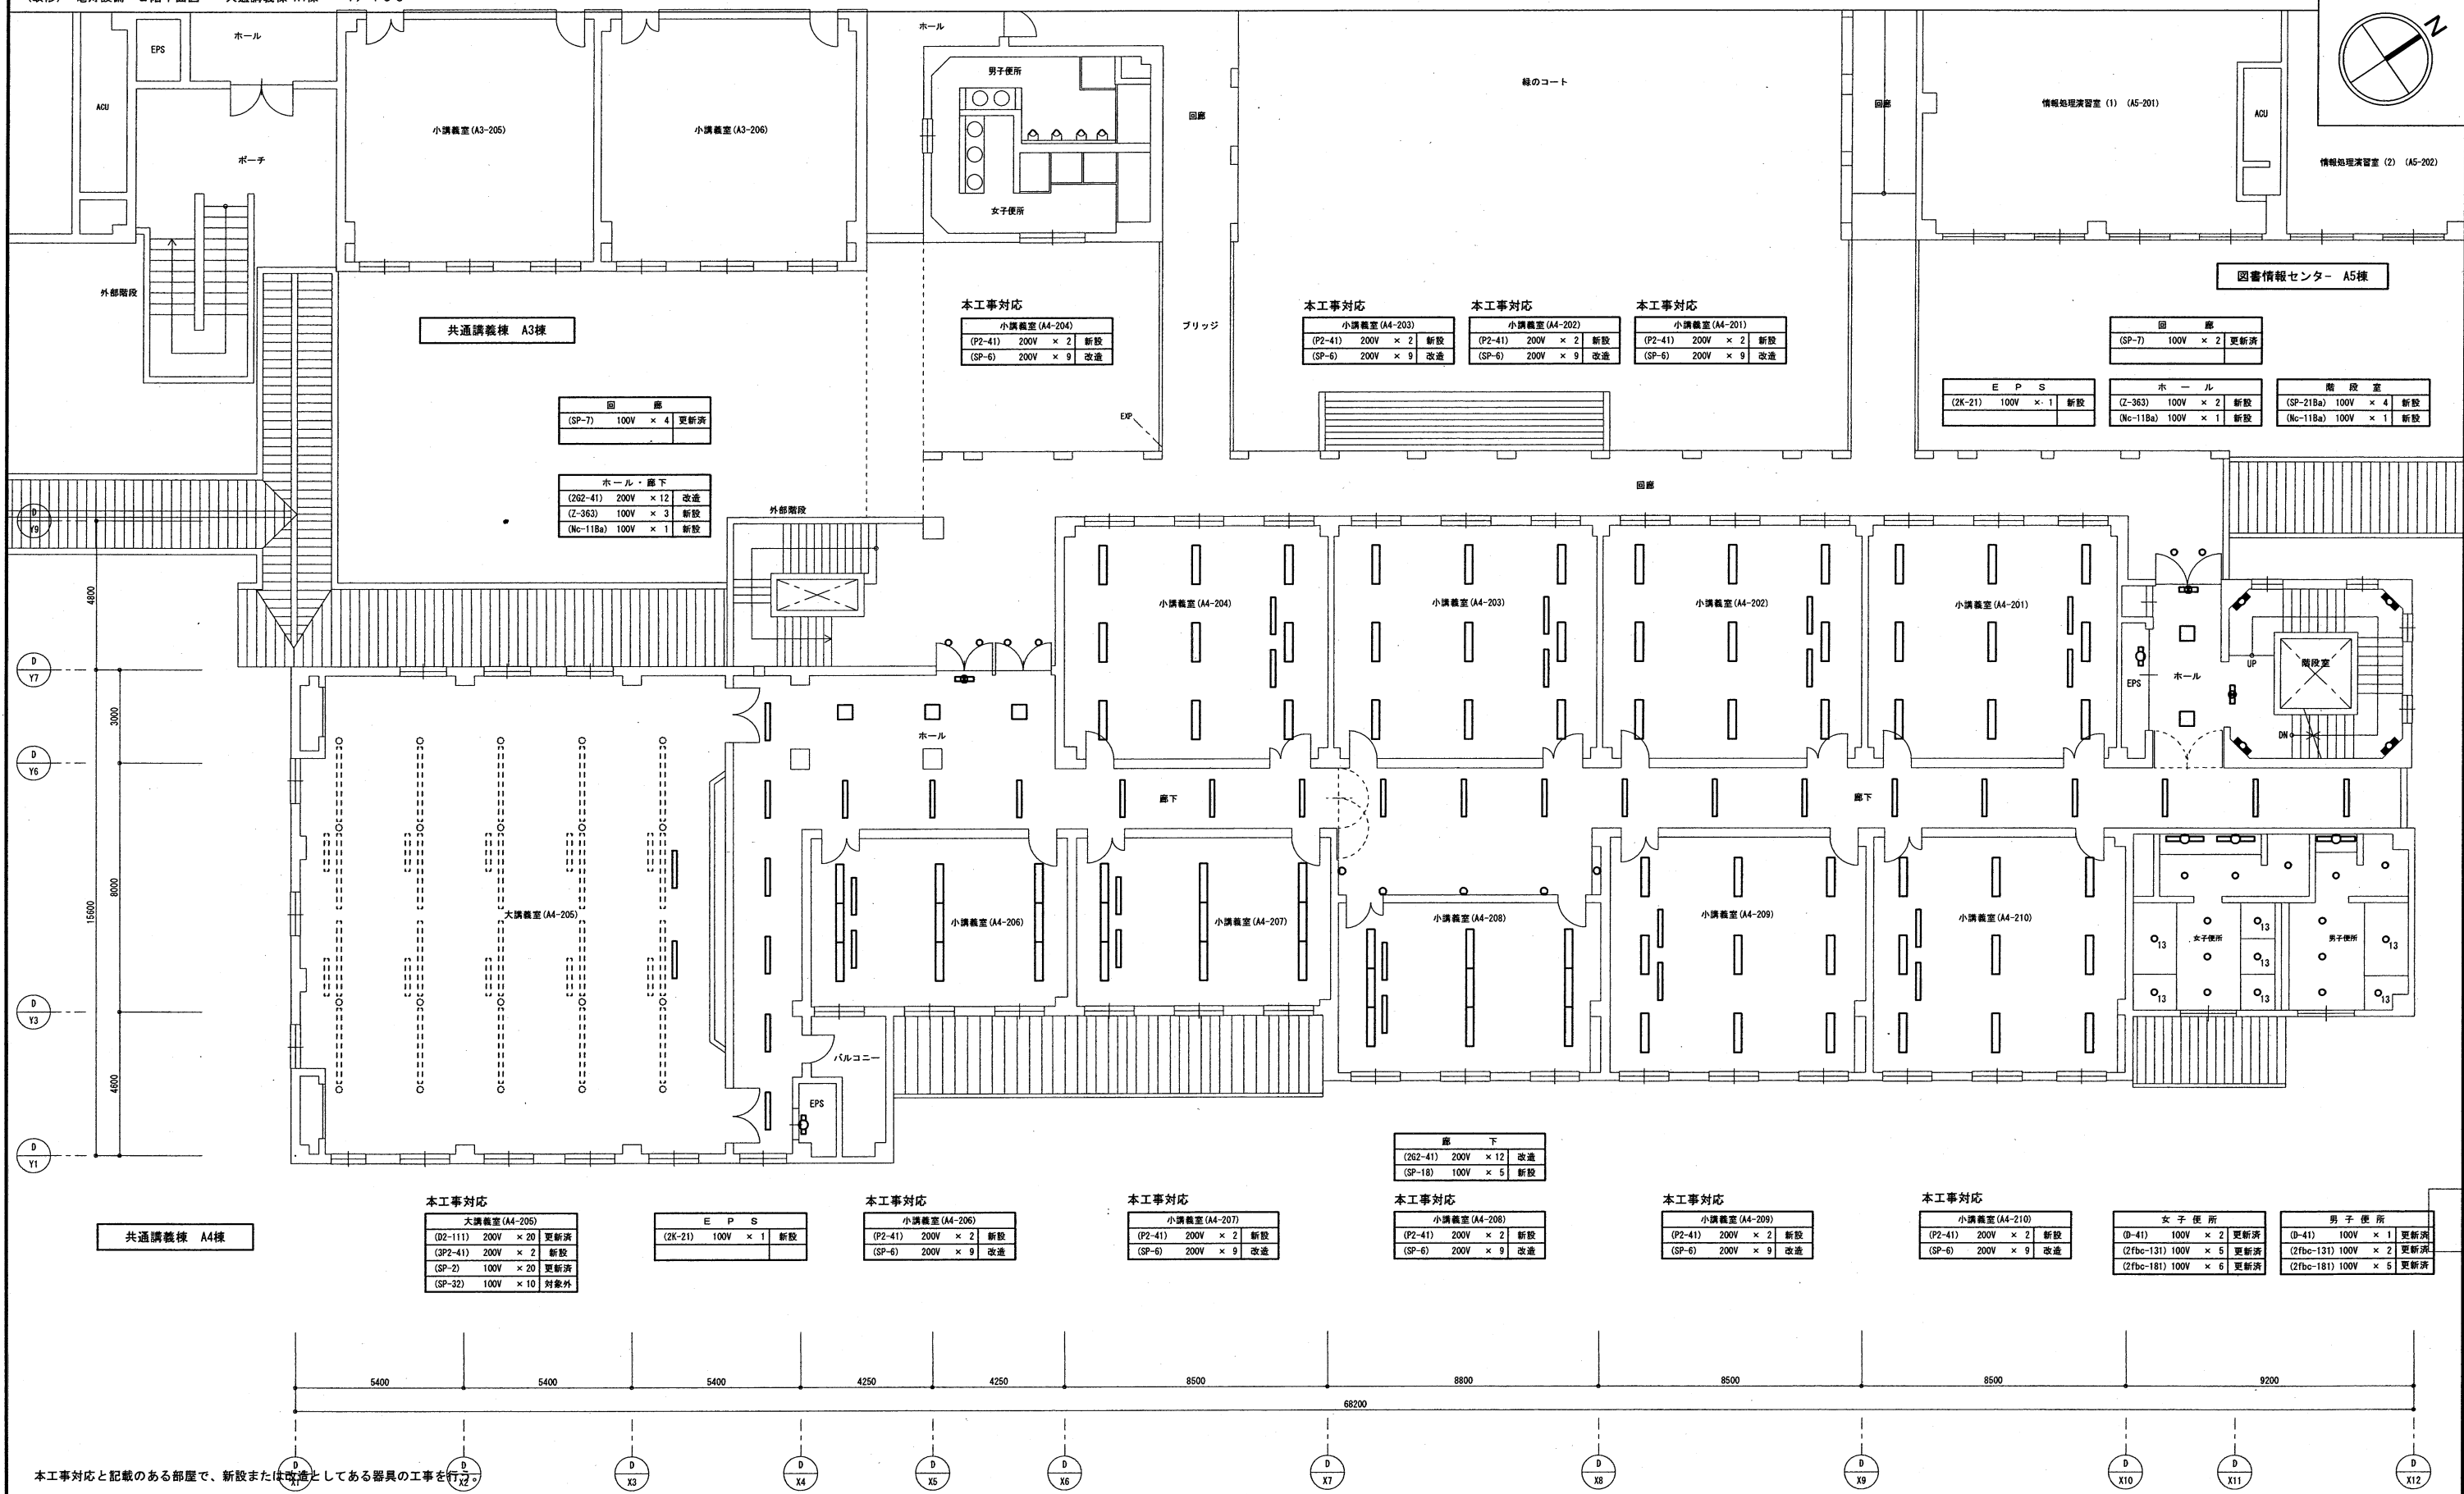 ホール
EPS
ACU
ポーチ
外部階段
小講義室(A3-205)
小講義室(A3-206)
ホール
男子便所
女子便所
回廊
緑のコート
回廊
情報処理演習室 (1) (A5-201)
ACU
情報処理演習室 (2) (A5-202)
N
図書情報センター A5棟
共通講義棟 A3棟
ブリッジ
EXP
本工事対応
小講義室(A4-204)
(P2-41) 200V × 2 新設
(SP-6) 200V × 9 改造
本工事対応
小講義室(A4-203)
(P2-41) 200V × 2 新設
(SP-6) 200V × 9 改造
本工事対応
小講義室(A4-202)
(P2-41) 200V × 2 新設
(SP-6) 200V × 9 改造
本工事対応
小講義室(A4-201)
(P2-41) 200V × 2 新設
(SP-6) 200V × 9 改造
回 廊
(SP-7) 100V × 2 更新済
E P S
(2K-21) 100V × 1 新設
ホ ー ル
(Z-363) 100V × 2 新設
(Nc-11Ba) 100V × 1 新設
階 段 室
(SP-21Ba) 100V × 4 新設
(Nc-11Ba) 100V × 1 新設
回 廊
(SP-7) 100V × 4 更新済
ホール・廊下
(2G2-41) 200V × 12 改造
(Z-363) 100V × 3 新設
(Nc-11Ba) 100V × 1 新設
外部階段
回廊
D
Y9
4800
D
Y7
3000
D
Y6
8000
15600
D
Y3
4600
D
Y1
小講義室(A4-204)
小講義室(A4-203)
小講義室(A4-202)
小講義室(A4-201)
EPS
ホール
UP
階段室
DN
ホール
廊下
廊下
大講義室(A4-205)
小講義室(A4-206)
小講義室(A4-207)
小講義室(A4-208)
小講義室(A4-209)
小講義室(A4-210)
女子便所
男子便所
13
13
13
13
13
13
13
バルコニー
EPS
廊 下
(2G2-41) 200V × 12 改造
(SP-18) 100V × 5 新設
共通講義棟 A4棟
本工事対応
大講義室(A4-205)
(D2-111) 200V × 20 更新済
(3P2-41) 200V × 2 新設
(SP-2) 100V × 20 更新済
(SP-32) 100V × 10 対象外
E P S
(2K-21) 100V × 1 新設
本工事対応
小講義室(A4-206)
(P2-41) 200V × 2 新設
(SP-6) 200V × 9 改造
本工事対応
小講義室(A4-207)
(P2-41) 200V × 2 新設
(SP-6) 200V × 9 改造
本工事対応
小講義室(A4-208)
(P2-41) 200V × 2 新設
(SP-6) 200V × 9 改造
本工事対応
小講義室(A4-209)
(P2-41) 200V × 2 新設
(SP-6) 200V × 9 改造
本工事対応
小講義室(A4-210)
(P2-41) 200V × 2 新設
(SP-6) 200V × 9 改造
女 子 便 所
(D-41) 100V × 2 更新済
(2fbc-131) 100V × 5 更新済
(2fbc-181) 100V × 6 更新済
男 子 便 所
(D-41) 100V × 1 更新済
(2fbc-131) 100V × 2 更新済
(2fbc-181) 100V × 5 更新済
5400 5400 5400 4250 4250 8500 8800 8500 8500 9200
68200
D X1
D X2
D X3
D X4
D X5
D X6
D X7
D X8
D X9
D X10
D X11
D X12
本工事対応と記載のある部屋で、新設または改造としてある器具の工事を行う。